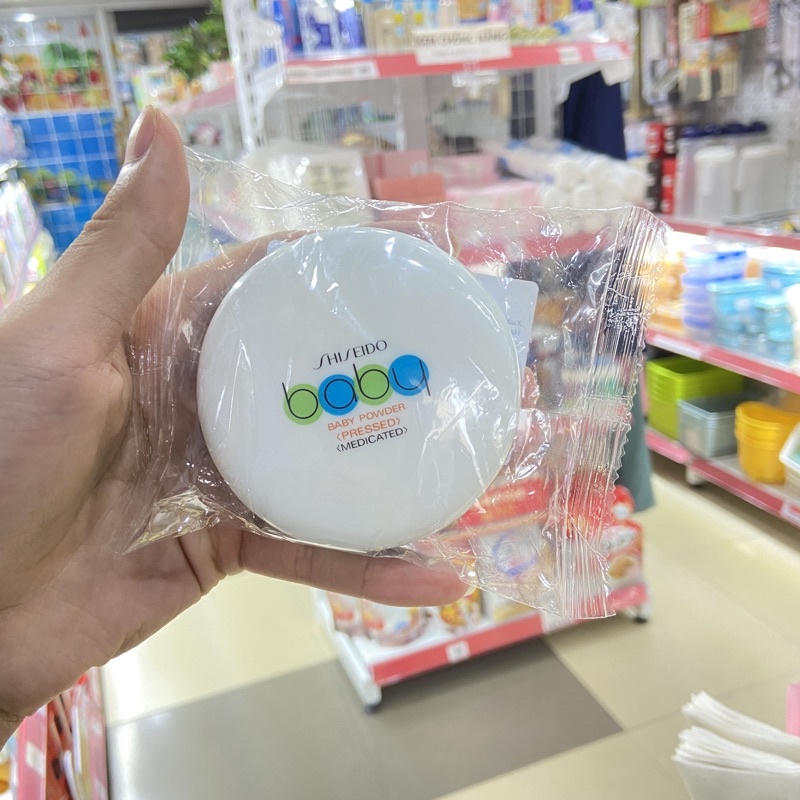 SHISEIDO
baby
BABY POWDER
〈PRESSED〉
〈MEDICATED〉